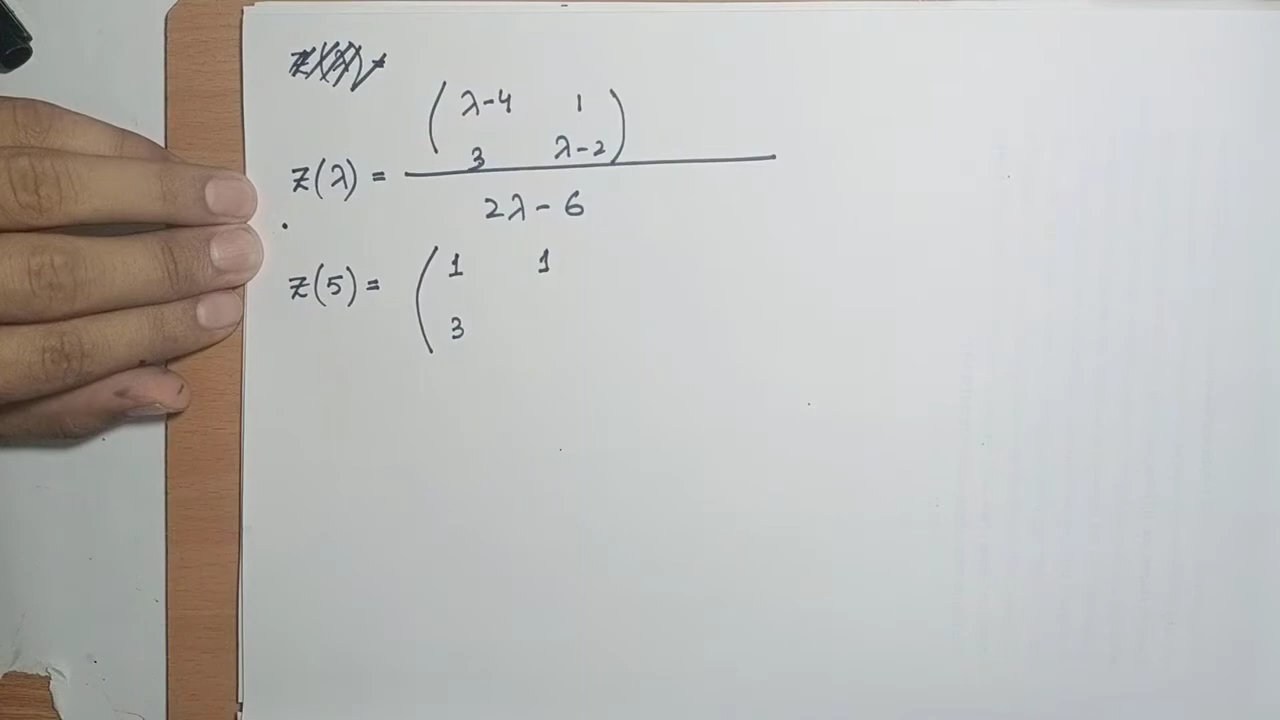 λ-4 1
3 λ-2
z(λ) =
2λ - 6
z(5) = ( 1 1
3